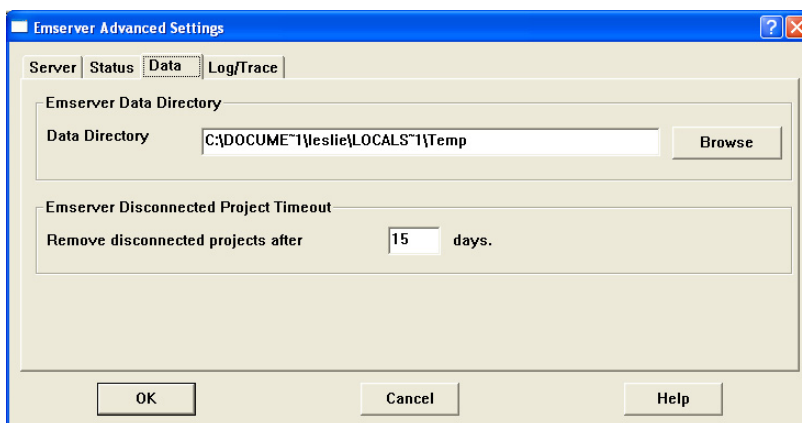 Emserver Advanced Settings
Server Status Data Log/Trace
Emserver Data Directory
Data Directory C:\DOCUME~1\leslie\LOCALS~1\Temp Browse
Emserver Disconnected Project Timeout
Remove disconnected projects after 15 days.
OK Cancel Help